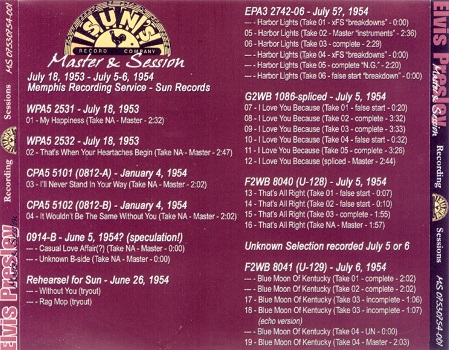 SUN
RECORD COMPANY
Master & Session
July 18, 1953 - July 5-6, 1954
Memphis Recording Service - Sun Records
WPA5 2531 - July 18, 1953
01 - My Happiness (Take NA - Master - 2:32)
WPA5 2532 - July 18, 1953
02 - That's When Your Heartaches Begin (Take NA - Master - 2:47)
CPA5 5101 (0812-A) - January 4, 1954
03 - I'll Never Stand In Your Way (Take NA - Master - 2:02)
CPA5 5102 (0812-B) - January 4, 1954
04 - It Wouldn't Be The Same Without You (Take NA - Master - 2:02)
0914-B - June 5, 1954? (speculation!)
--- - Casual Love Affair(?) (Take NA - Master - 0:00)
--- - Unknown B-side (Take NA - Master - 0:00)
Rehearsel for Sun - June 26, 1954
--- - Without You (tryout)
--- - Rag Mop (tryout)
EPA3 2742-06 - July 5?, 1954
--- - Harbor Lights (Take 01 - xFS "breakdowns" - 0:00)
05 - Harbor Lights (Take 02 - Master "instruments" - 2:36)
06 - Harbor Lights (Take 03 - complete - 2:29)
--- - Harbor Lights (Take 04 - xFS "breakdowns" - 0:00)
--- - Harbor Lights (Take 05 - complete "N.G." - 2:20)
--- - Harbor Lights (Take 06 - false start "breakdown" - 0:00)
G2WB 1086-spliced - July 5, 1954
07 - I Love You Because (Take 01 - false start - 0:20)
08 - I Love You Because (Take 02 - complete - 3:32)
09 - I Love You Because (Take 03 - complete - 3:33)
10 - I Love You Because (Take 04 - complete - 3:31)
11 - I Love You Because (Take 05 - complete - 3:26)
12 - I Love You Because (spliced - Master - 2:44)
F2WB 8040 (U-128) - July 5, 1954
13 - That's All Right (Take 01 - false start - 0:07)
14 - That's All Right (Take 02 - false start - 0:10)
15 - That's All Right (Take 03 - complete - 1:55)
16 - That's All Right (Take NA - Master - 1:57)
Unknown Selection recorded July 5 or 6
F2WB 8041 (U-129) - July 6, 1954
--- - Blue Moon Of Kentucky (Take 01 - complete - 2:02)
--- - Blue Moon Of Kentucky (Take 02 - complete - 2:02)
17 - Blue Moon Of Kentucky (Take 03 - incomplete - 1:06)
18 - Blue Moon Of Kentucky (Take 03 - incomplete - 1:07)
(echo version)
--- - Blue Moon Of Kentucky (Take 04 - UN - 0:00)
19 - Blue Moon Of Kentucky (Take 04 - Master - 2:03)
Elvis Presley
Master & Session
Recording Sessions
MS 07530754-001
Elvis Presley
Recording Sessions
MS 07530754-001